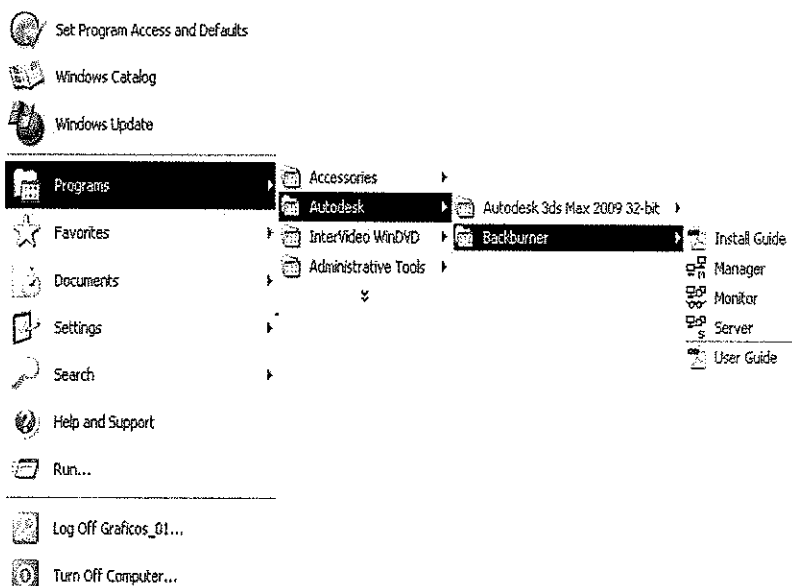 Set Program Access and Defaults
Windows Catalog
Windows Update
Programs
Favorites
Documents
Settings
Search
Help and Support
Run...
Log Off Graficos_01...
Turn Off Computer...
Accessories
Autodesk
InterVideo WinDVD
Administrative Tools
Autodesk 3ds Max 2009 32-bit
Backburner
Install Guide
Manager
Monitor
Server
User Guide